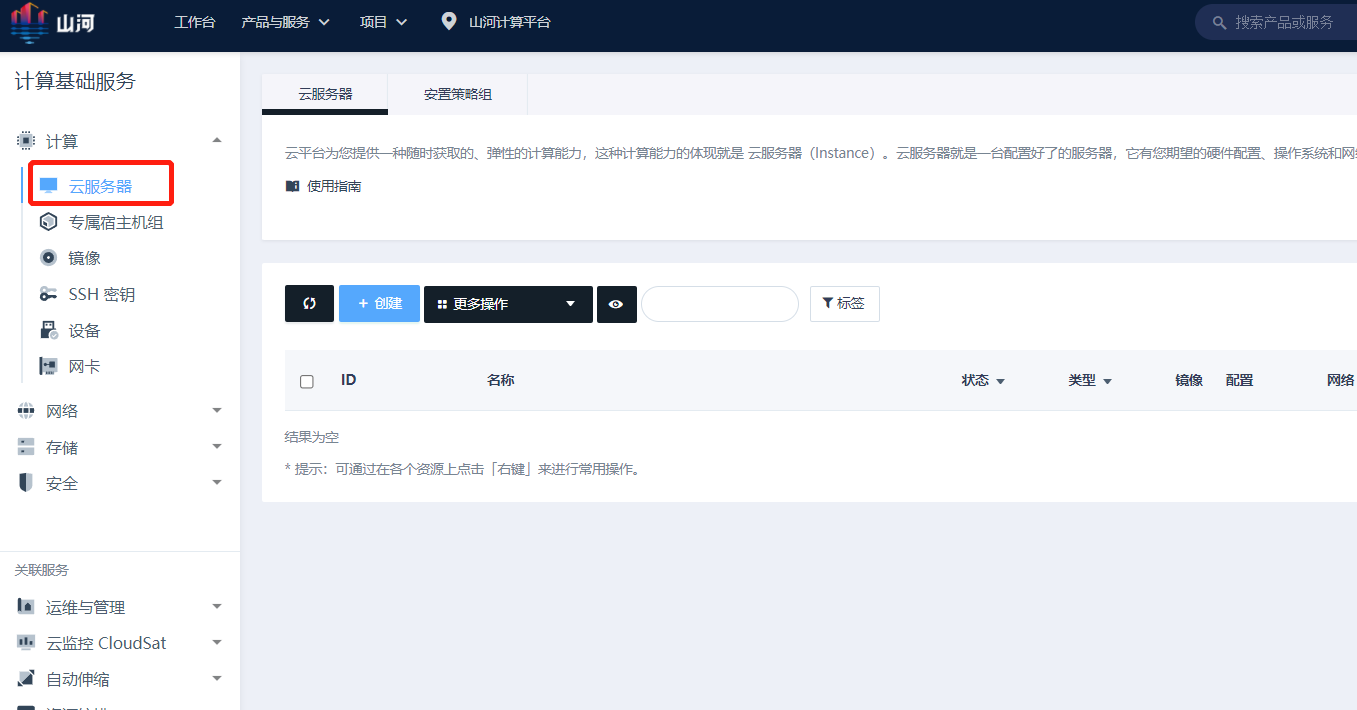 山河
工作台
产品与服务
项目
山河计算平台
搜索产品或服务
计算基础服务
计算
云服务器
专属宿主机组
镜像
SSH 密钥
设备
网卡
网络
存储
安全
关联服务
运维与管理
云监控 CloudSat
自动伸缩
云服务器
安置策略组
云平台为您提供一种随时获取的、弹性的计算能力，这种计算能力的体现就是 云服务器（Instance）。云服务器就是一台配置好了的服务器，它有您期望的硬件配置、操作系统和网
使用指南
+ 创建
更多操作
标签
ID
名称
状态
类型
镜像
配置
网络
结果为空
* 提示：可通过在各个资源上点击「右键」来进行常用操作。